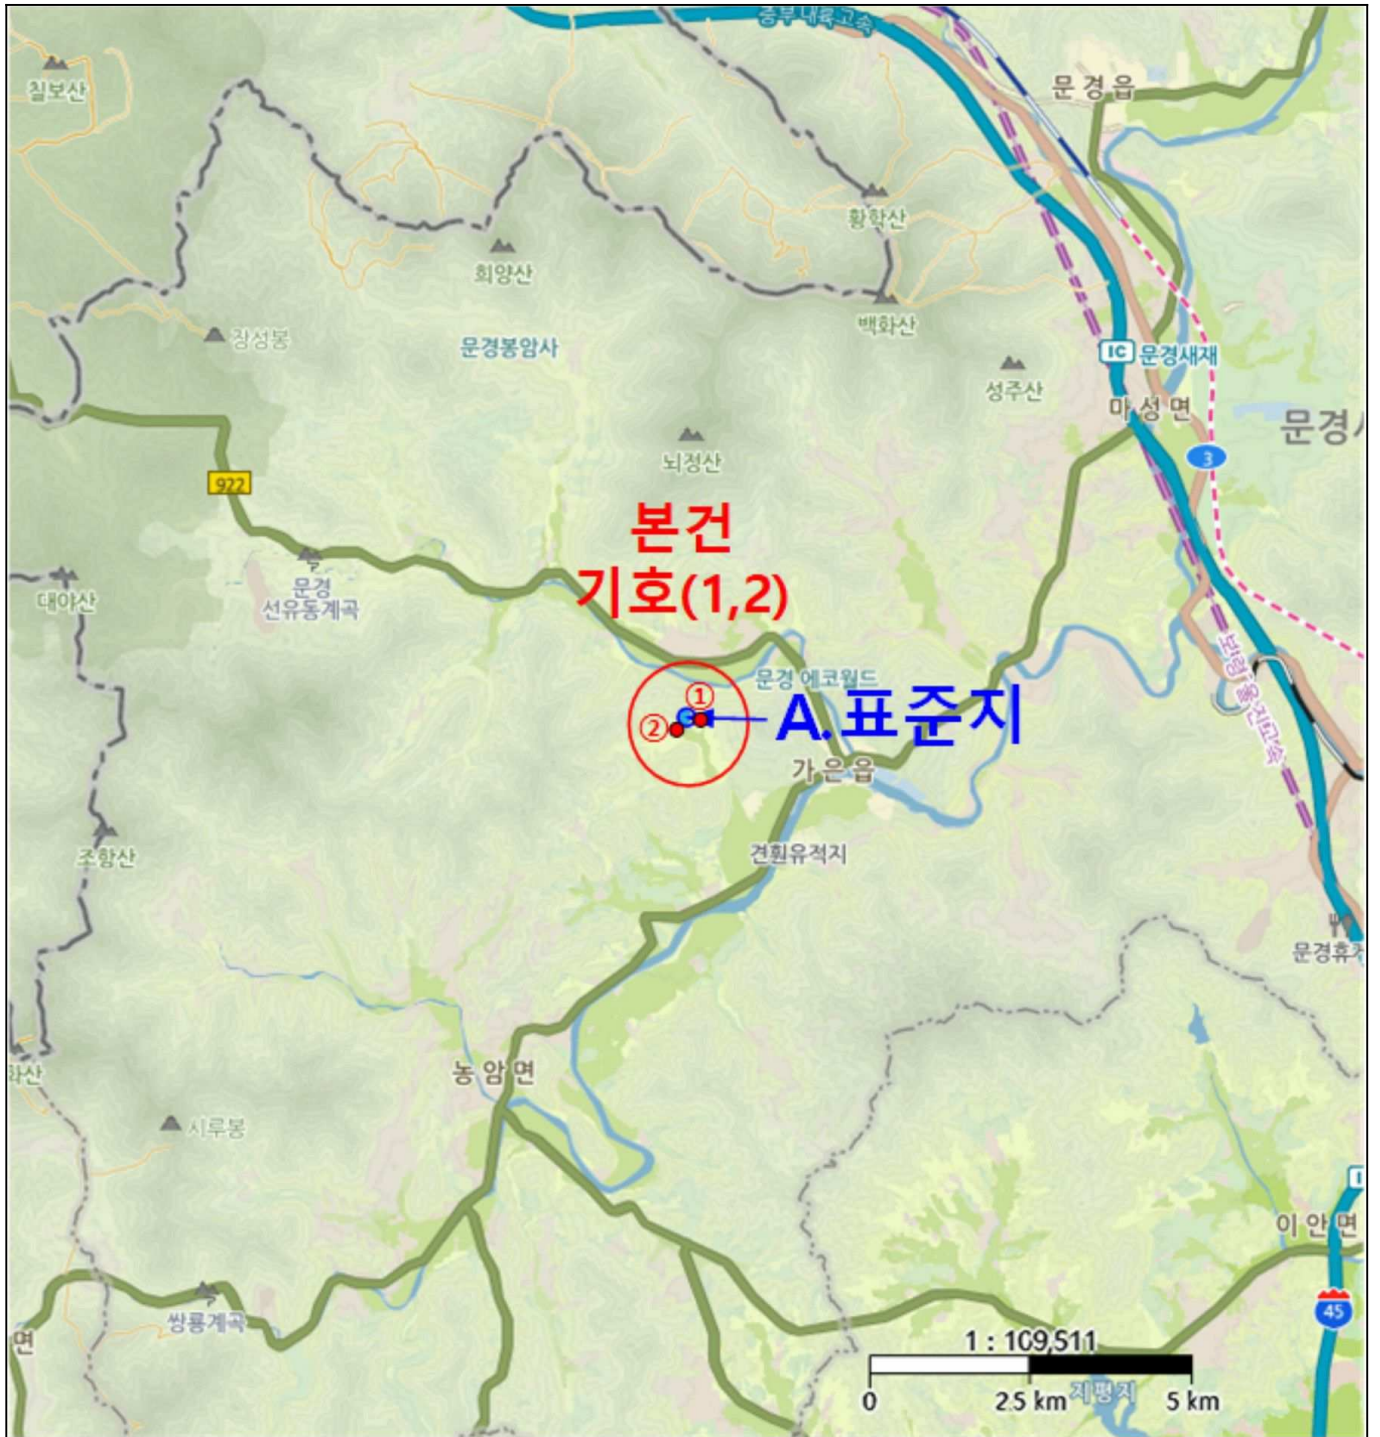 중부내륙고속
문경읍
칠보산
황학산
희양산
백화산
장성봉
문경봉암사
IC 문경새재
성주산
마성면
문경시
뇌정산
3
922
본건
기호(1,2)
문경
선유동계곡
대야산
보령울진고속
문경 에코월드
①
②
A.표준지
가은읍
조항산
견훤유적지
문경휴게
농암면
화산
시루봉
이안면
쌍룡계곡
45
면
1 : 109,511
지평지
0 2.5 km 5 km